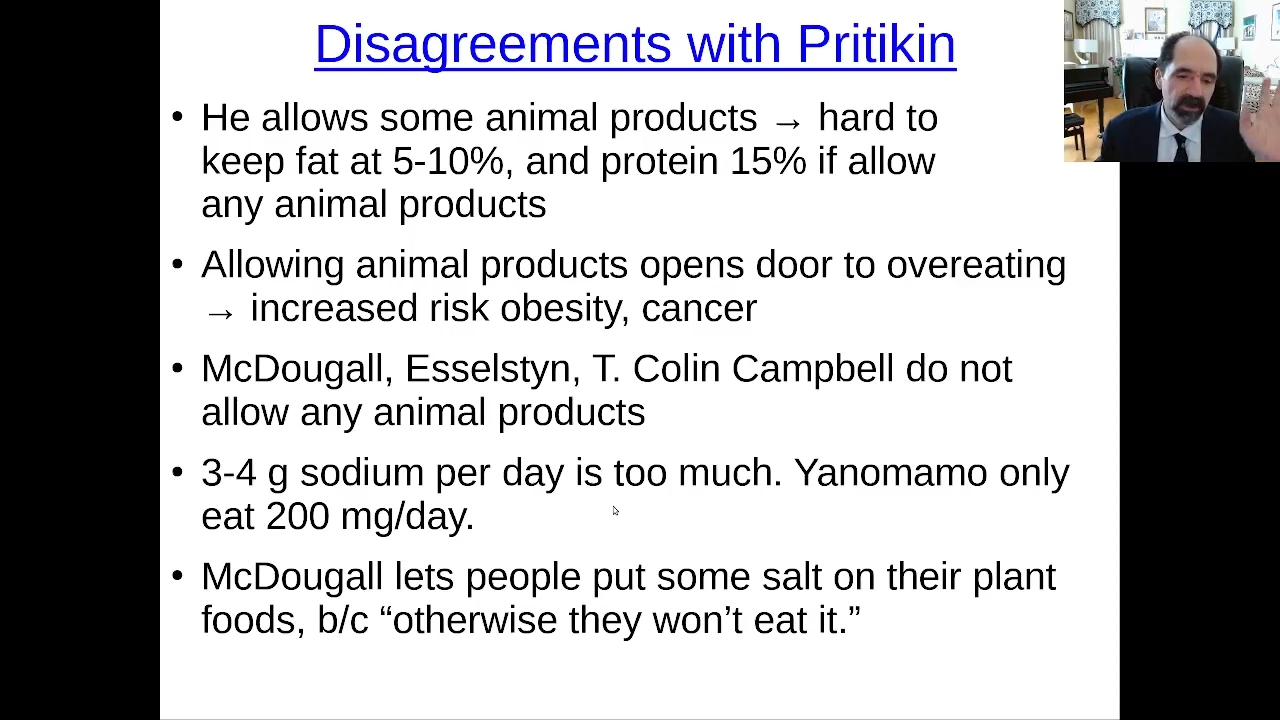 Disagreements with Pritikin
• He allows some animal products → hard to
keep fat at 5-10%, and protein 15% if allow
any animal products
• Allowing animal products opens door to overeating
→ increased risk obesity, cancer
• McDougall, Esselstyn, T. Colin Campbell do not
allow any animal products
• 3-4 g sodium per day is too much. Yanomamo only
eat 200 mg/day.
• McDougall lets people put some salt on their plant
foods, b/c “otherwise they won’t eat it.”